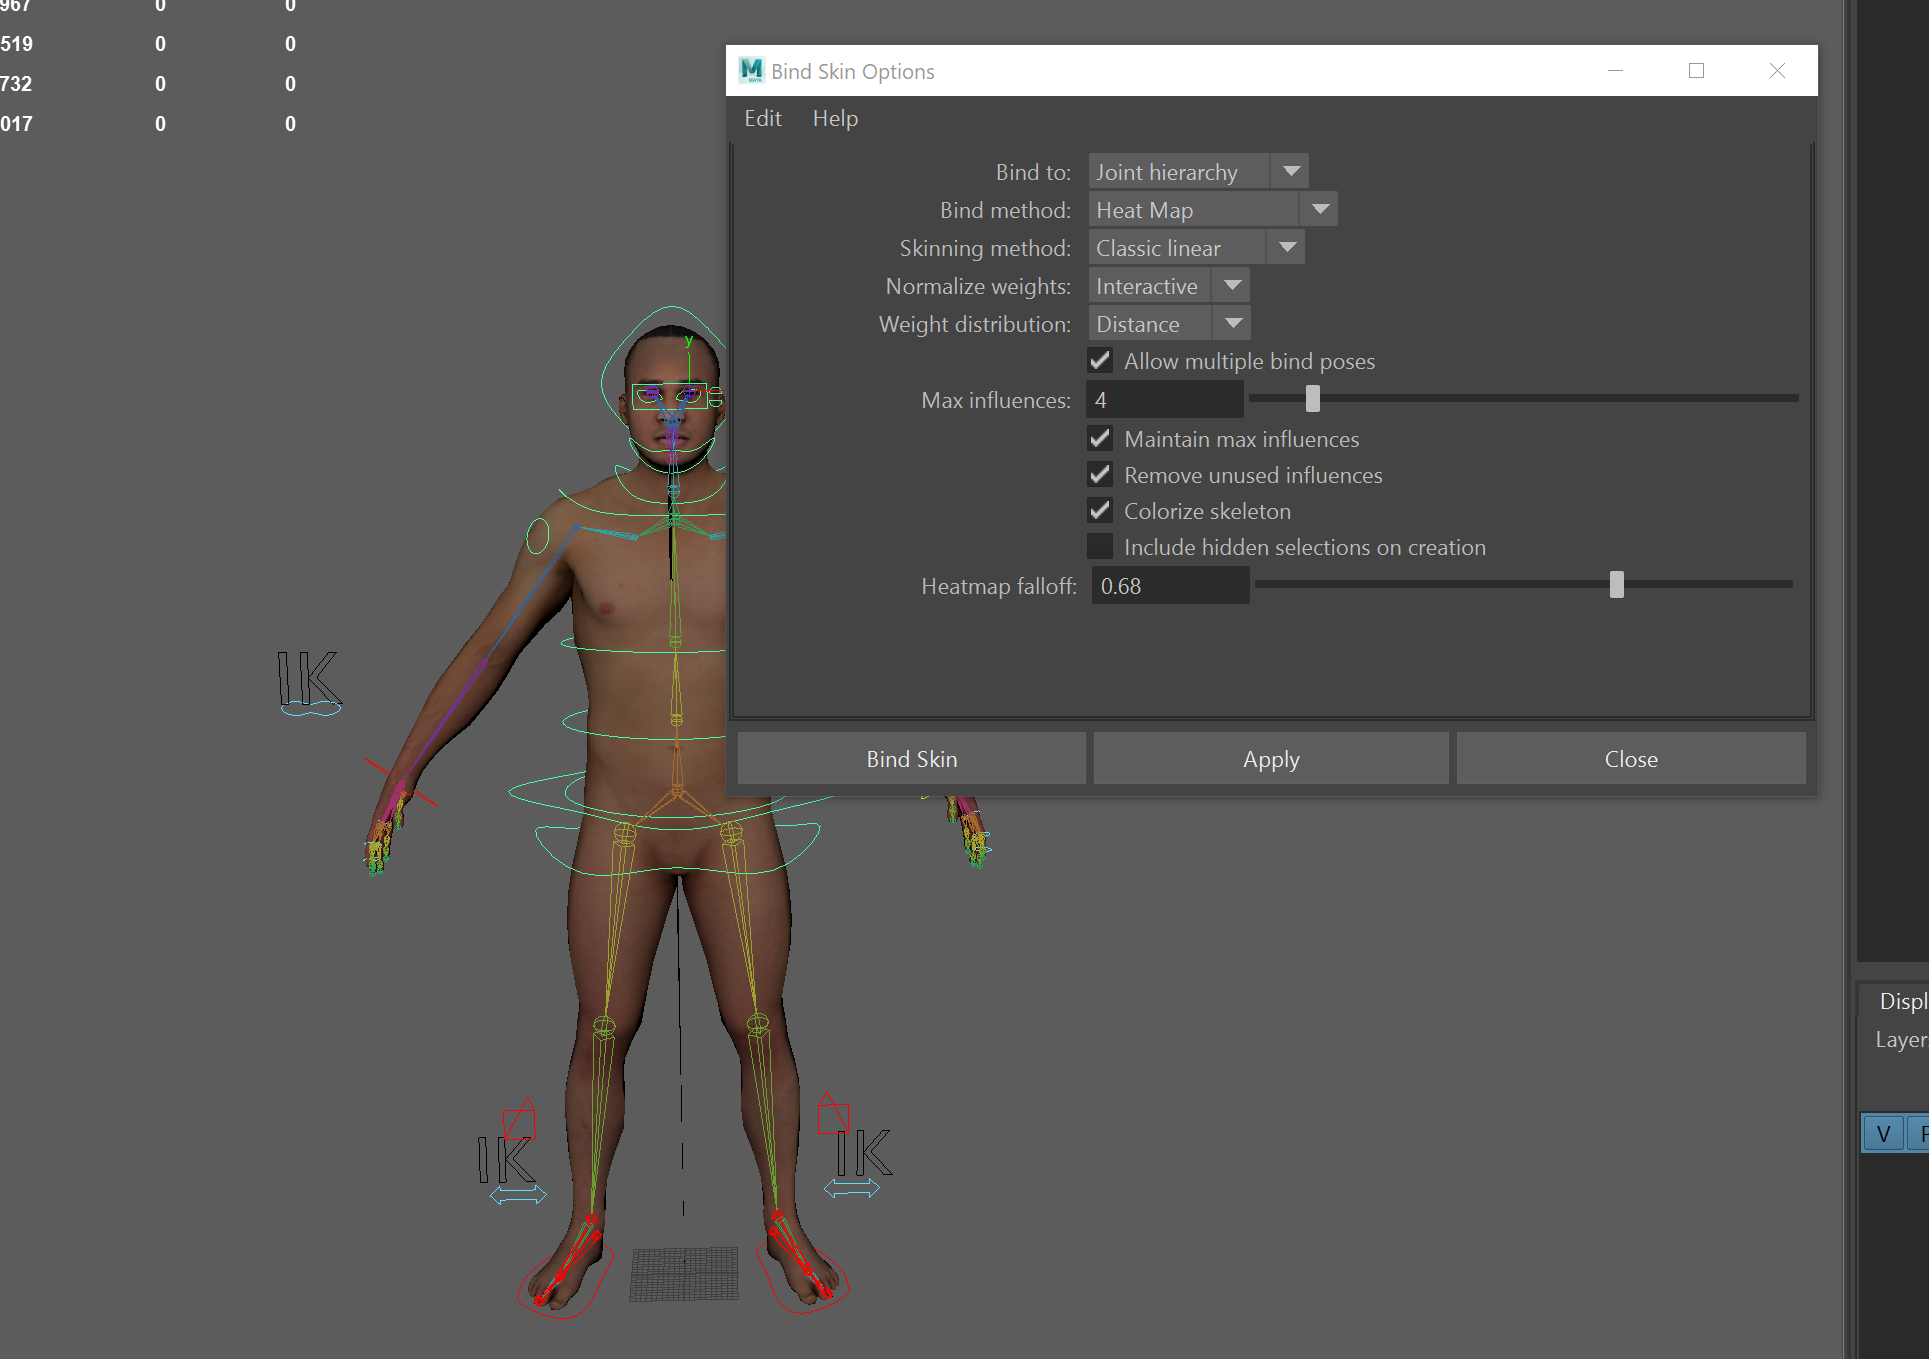 967 0 0
519 0 0
732 0 0
017 0 0
Bind Skin Options
Edit Help
Bind to: Joint hierarchy
Bind method: Heat Map
Skinning method: Classic linear
Normalize weights: Interactive
Weight distribution: Distance
Allow multiple bind poses
Max influences: 4
Maintain max influences
Remove unused influences
Colorize skeleton
Include hidden selections on creation
Heatmap falloff: 0.68
Bind Skin Apply Close
y
IK
IK IK
Displ
Layer
V